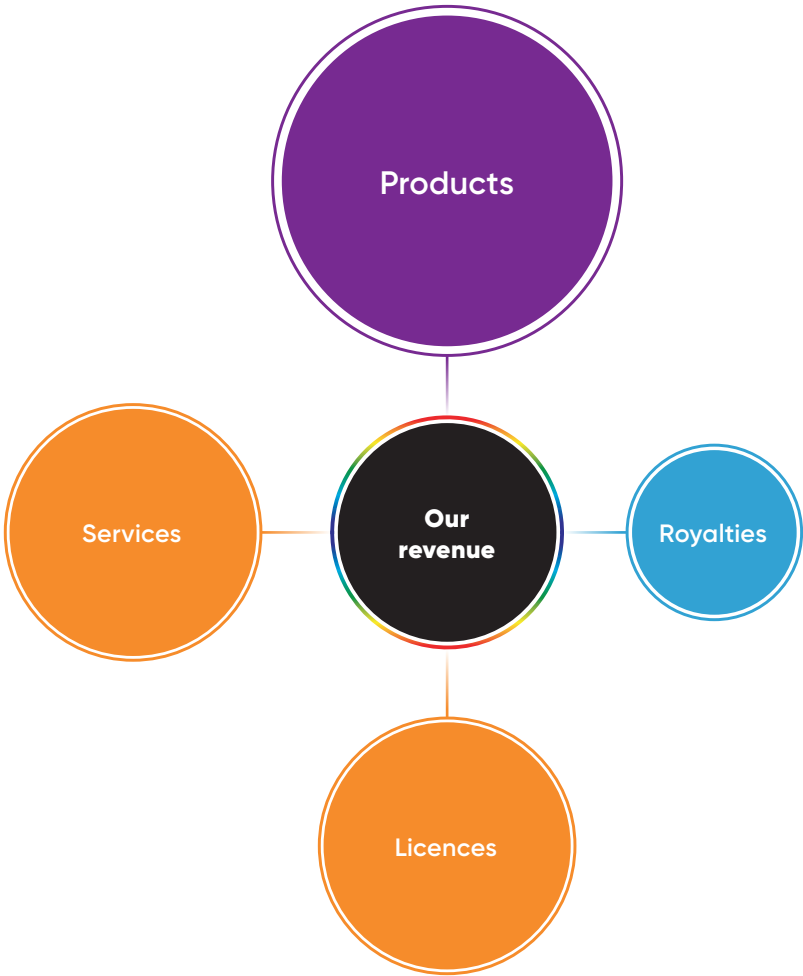 Products
Services
Our
revenue
Royalties
Licences